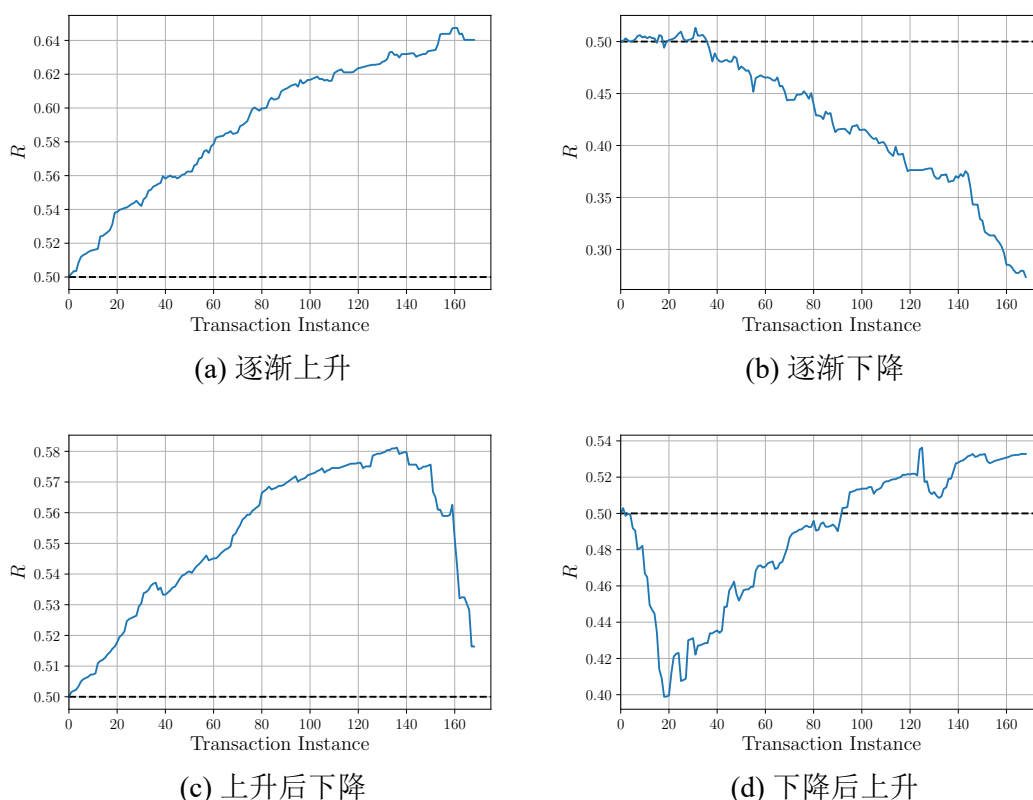 0.64
0.62
0.60
0.58
0.56
0.54
0.52
0.50
R
0 20 40 60 80 100 120 140 160
Transaction Instance
(a) 逐渐上升
0.50
0.45
0.40
0.35
0.30
R
0 20 40 60 80 100 120 140 160
Transaction Instance
(b) 逐渐下降
0.58
0.57
0.56
0.55
0.54
0.53
0.52
0.51
0.50
R
0 20 40 60 80 100 120 140 160
Transaction Instance
(c) 上升后下降
0.54
0.52
0.50
0.48
0.46
0.44
0.42
0.40
R
0 20 40 60 80 100 120 140 160
Transaction Instance
(d) 下降后上升